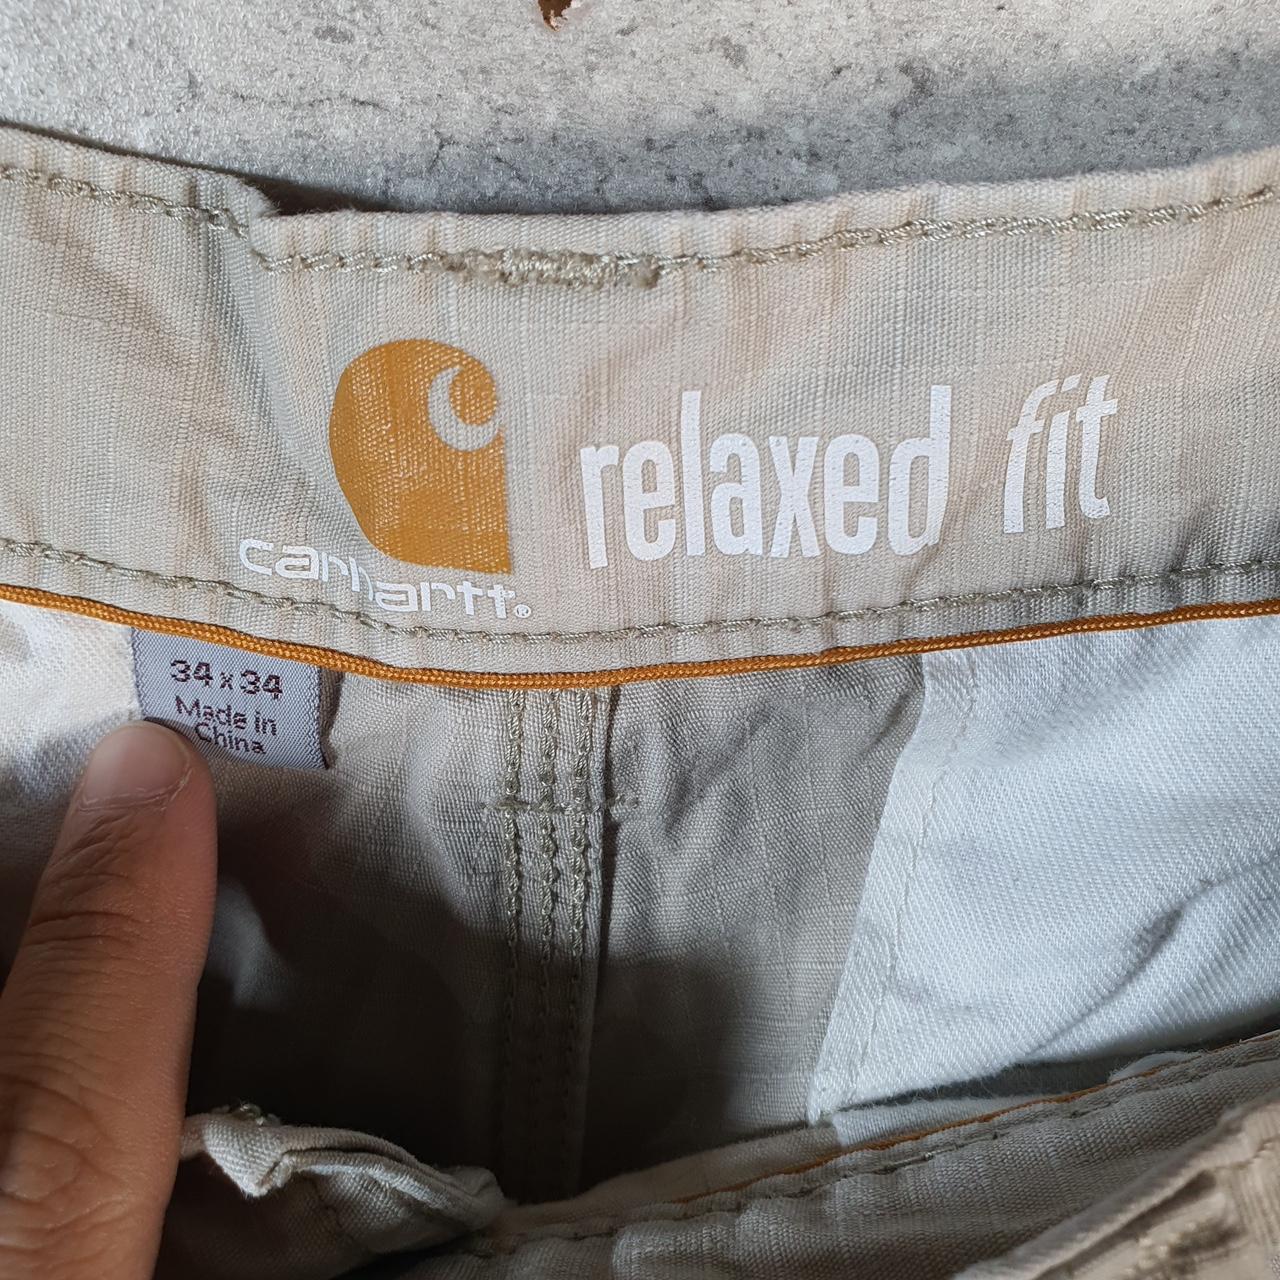 relaxed fit
carhartt®
34 x 34
Made in
China